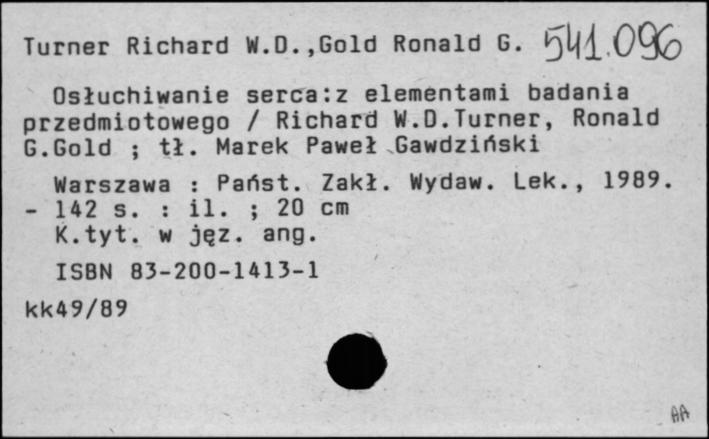 Turner Richard W.D.,Gold Ronald G. 541.096
Osłuchiwanie serca:z elementami badania
przedmiotowego / Richard W.D.Turner, Ronald
G.Gold ; tł. Marek Paweł Gawdziński
Warszawa : Państ. Zakł. Wydaw. Lek., 1989.
- 142 s. : il. ; 20 cm
K.tyt. w jęz. ang.
ISBN 83-200-1413-1
kk49/89
AA